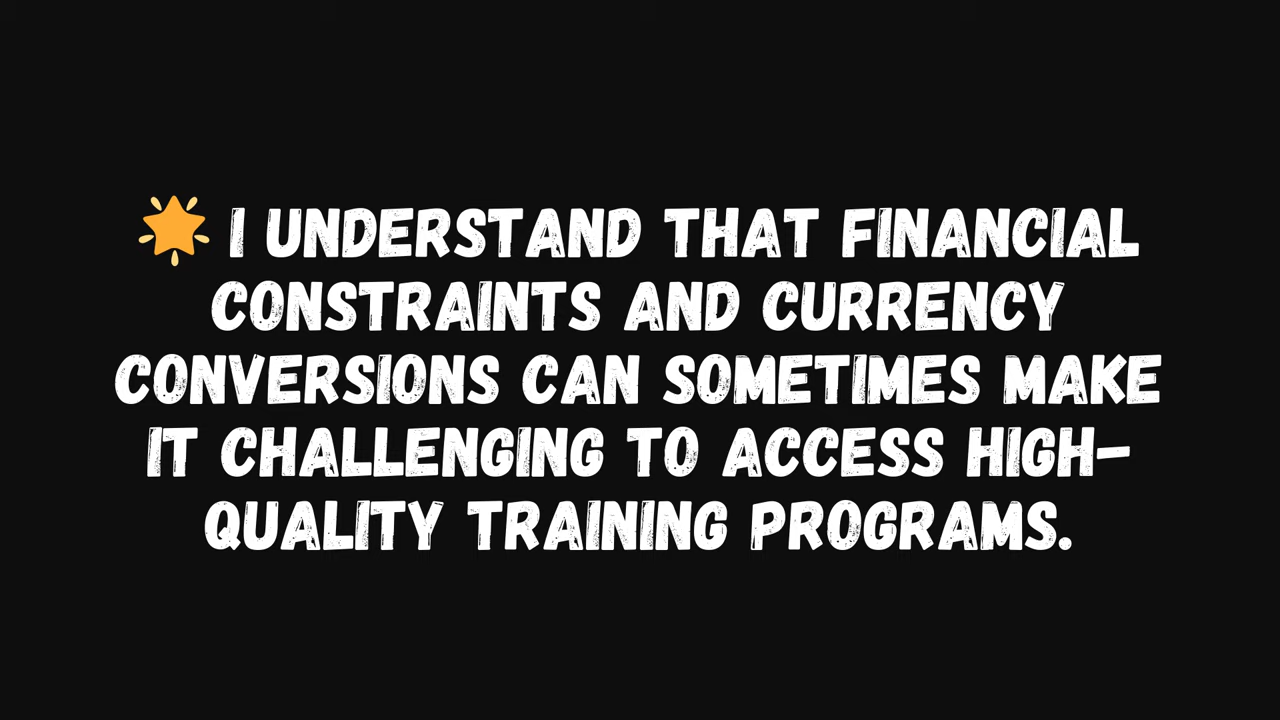 🌟 I UNDERSTAND THAT FINANCIAL
CONSTRAINTS AND CURRENCY
CONVERSIONS CAN SOMETIMES MAKE
IT CHALLENGING TO ACCESS HIGH-
QUALITY TRAINING PROGRAMS.